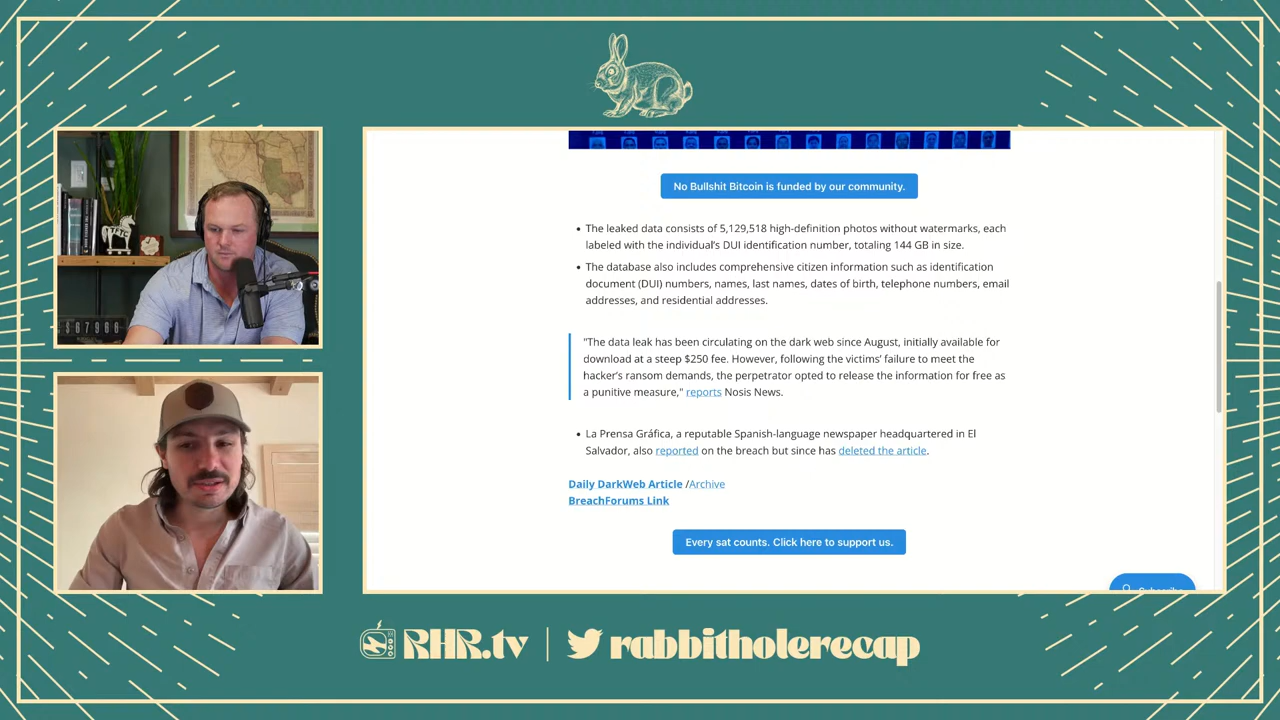 No Bullshit Bitcoin is funded by our community.
• The leaked data consists of 5,129,518 high-definition photos without watermarks, each
labeled with the individual's DUI identification number, totaling 144 GB in size.
• The database also includes comprehensive citizen information such as identification
document (DUI) numbers, names, last names, dates of birth, telephone numbers, email
addresses, and residential addresses.
"The data leak has been circulating on the dark web since August, initially available for
download at a steep $250 fee. However, following the victims' failure to meet the
hacker's ransom demands, the perpetrator opted to release the information for free as
a punitive measure," reports Nosis News.
• La Prensa Gráfica, a reputable Spanish-language newspaper headquartered in El
Salvador, also reported on the breach but since has deleted the article.
Daily DarkWeb Article /Archive
BreachForums Link
Every sat counts. Click here to support us.
$67966
RHR.tv | rabbitholerecap